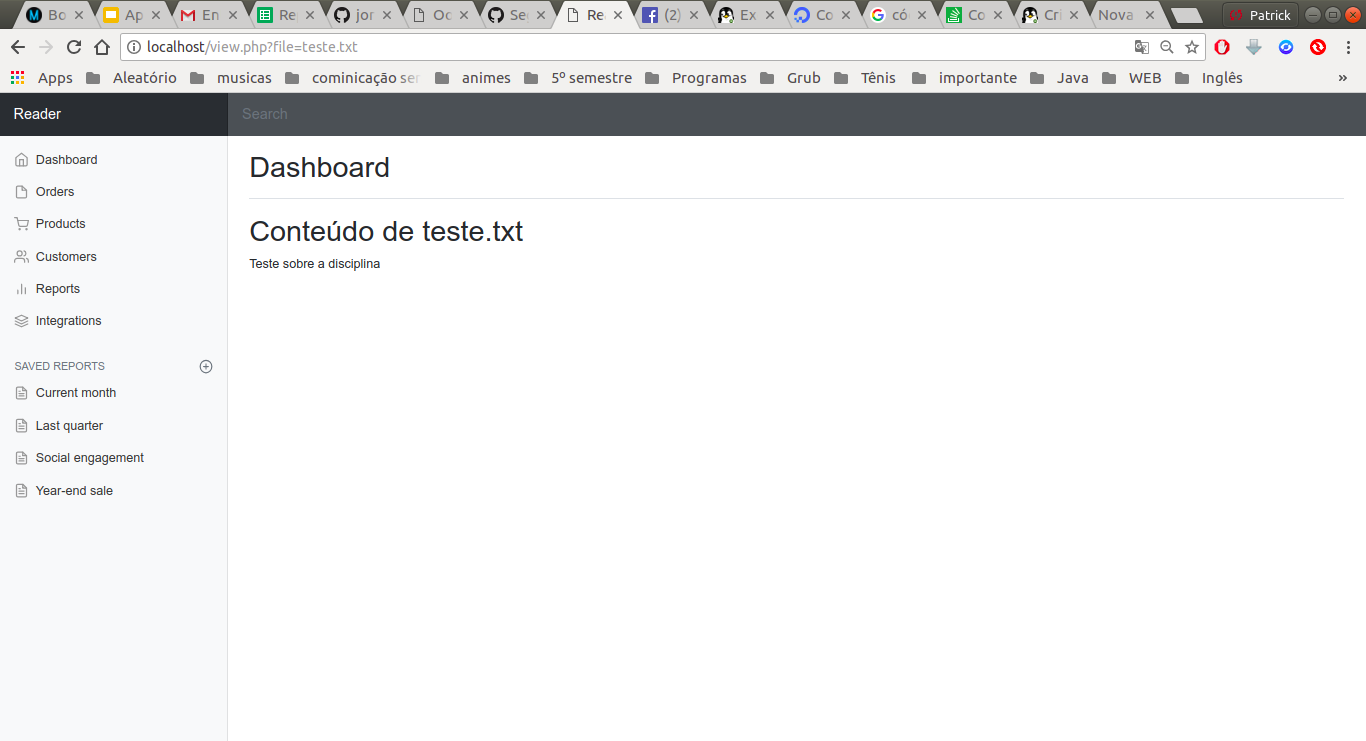 Bo
Ap
En
Re
jor
Oc
Se
Re
(2)
Ex
Co
có
Co
Cri
Nova
Patrick
localhost/view.php?file=teste.txt
Apps
Aleatório
musicas
cominicação ser
animes
5º semestre
Programas
Grub
Tênis
importante
Java
WEB
Inglês
»
Reader
Search
Dashboard
Orders
Products
Customers
Reports
Integrations
SAVED REPORTS
Current month
Last quarter
Social engagement
Year-end sale
Dashboard
Conteúdo de teste.txt
Teste sobre a disciplina